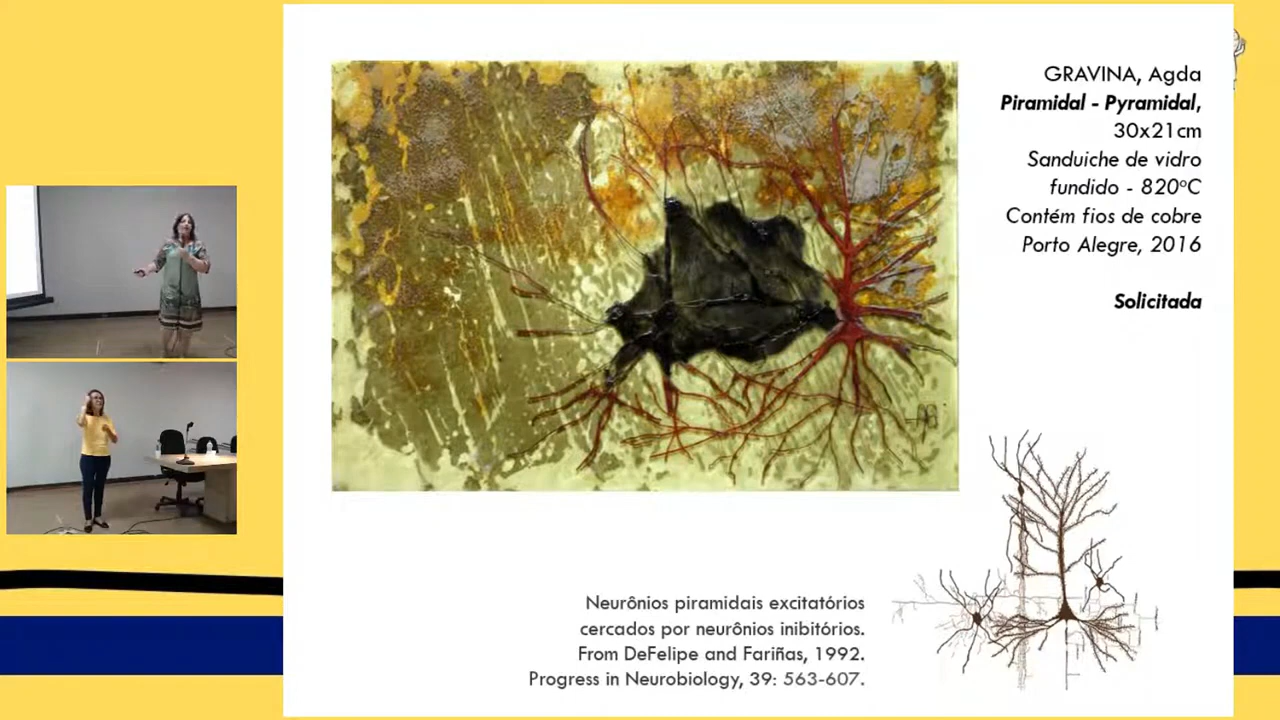 GRAVINA, Agda
Piramidal - Pyramidal,
30x21cm
Sanduiche de vidro
fundido - 820ºC
Contém fios de cobre
Porto Alegre, 2016
Solicitada
Neurônios piramidais excitatórios
cercados por neurônios inibitórios.
From DeFelipe and Fariñas, 1992.
Progress in Neurobiology, 39: 563-607.